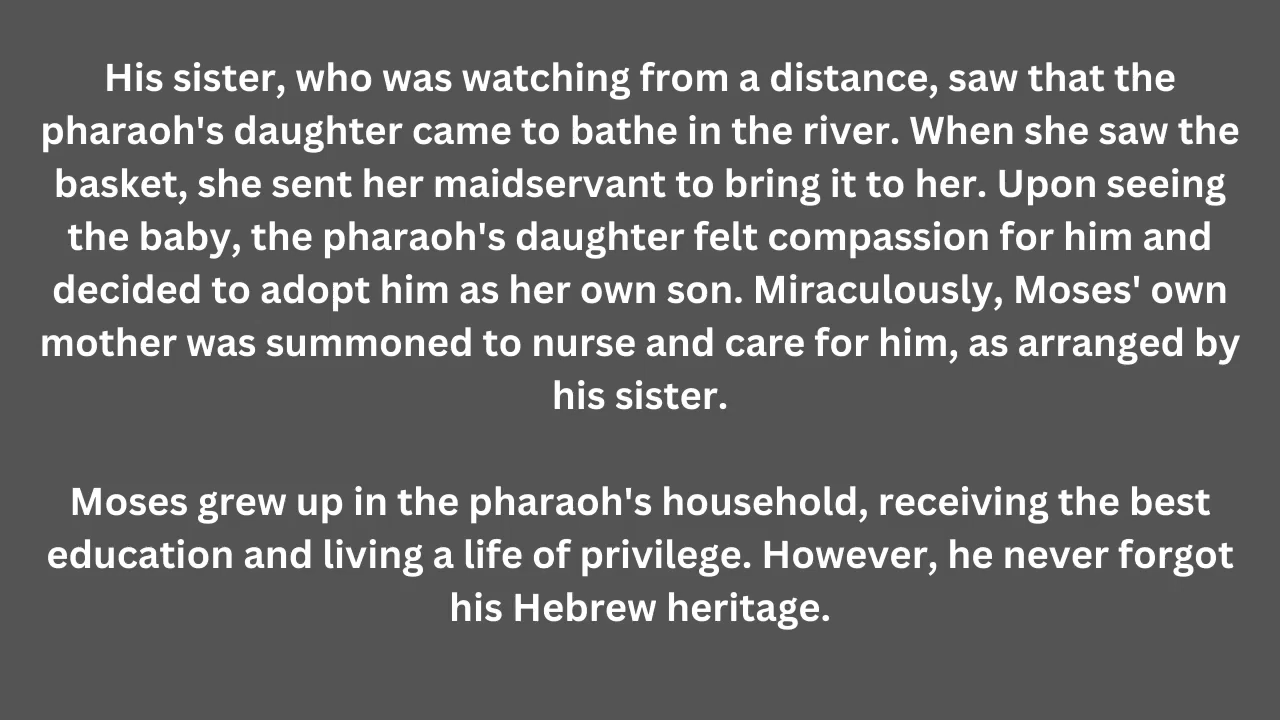 His sister, who was watching from a distance, saw that the
pharaoh's daughter came to bathe in the river. When she saw the
basket, she sent her maidservant to bring it to her. Upon seeing
the baby, the pharaoh's daughter felt compassion for him and
decided to adopt him as her own son. Miraculously, Moses' own
mother was summoned to nurse and care for him, as arranged by
his sister.
Moses grew up in the pharaoh's household, receiving the best
education and living a life of privilege. However, he never forgot
his Hebrew heritage.